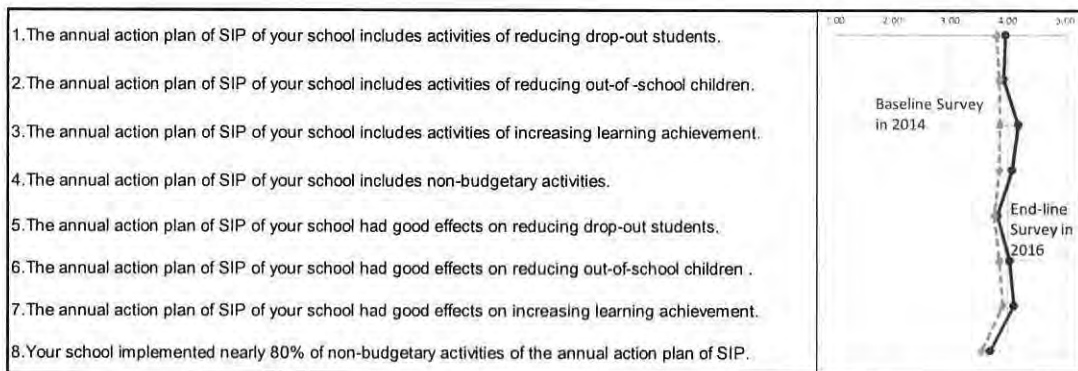 1.00 2.00 3.00 4.00 5.00
1.The annual action plan of SIP of your school includes activities of reducing drop-out students.
2.The annual action plan of SIP of your school includes activities of reducing out-of-school children.
3.The annual action plan of SIP of your school includes activities of increasing learning achievement.
4.The annual action plan of SIP of your school includes non-budgetary activities.
5.The annual action plan of SIP of your school had good effects on reducing drop-out students.
6.The annual action plan of SIP of your school had good effects on reducing out-of-school children .
7.The annual action plan of SIP of your school had good effects on increasing learning achievement.
8.Your school implemented nearly 80% of non-budgetary activities of the annual action plan of SIP.
Baseline Survey
in 2014
End-line
Survey in
2016